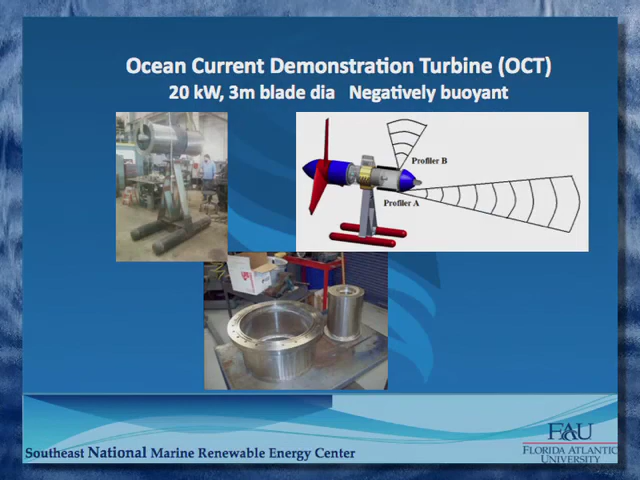 Ocean Current Demonstration Turbine (OCT)
20 kW, 3m blade dia Negatively buoyant
Profiler B
Profiler A
Southeast National Marine Renewable Energy Center
FAU
FLORIDA ATLANTIC
UNIVERSITY